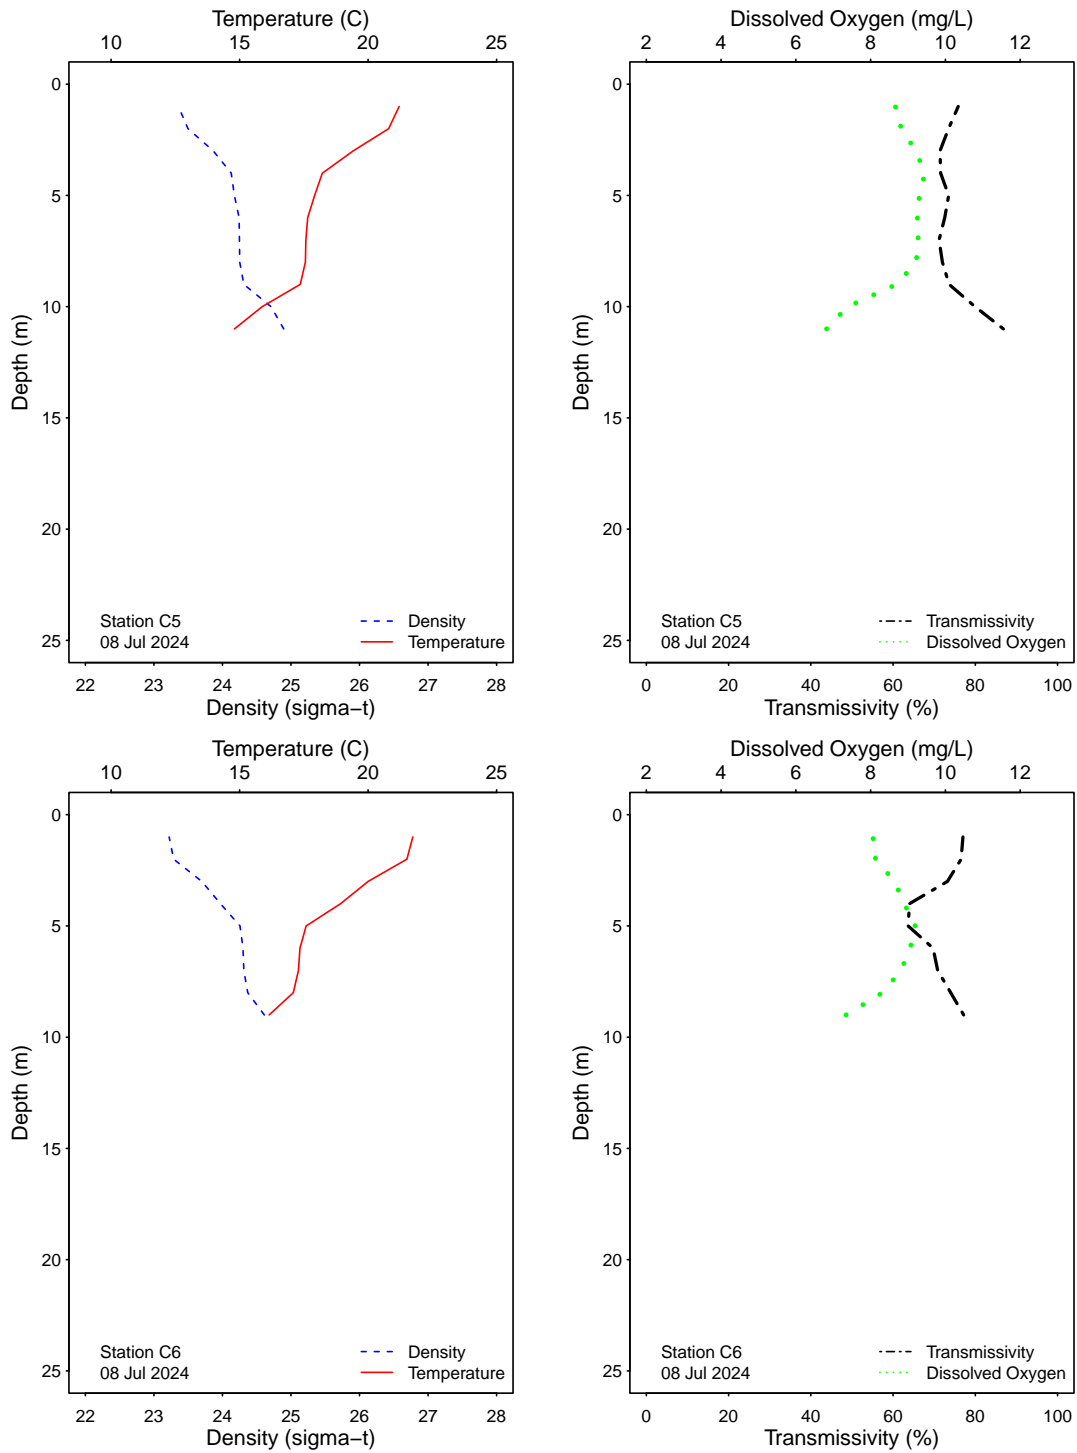 Temperature (C)
10 15 20 25
0
5
10
15
20
25
Depth (m)
Station C5
08 Jul 2024
Density
Temperature
22 23 24 25 26 27 28
Density (sigma−t)
Dissolved Oxygen (mg/L)
2 4 6 8 10 12
0
5
10
15
20
25
Depth (m)
Station C5
08 Jul 2024
Transmissivity
Dissolved Oxygen
0 20 40 60 80 100
Transmissivity (%)
Temperature (C)
10 15 20 25
0
5
10
15
20
25
Depth (m)
Station C6
08 Jul 2024
Density
Temperature
22 23 24 25 26 27 28
Density (sigma−t)
Dissolved Oxygen (mg/L)
2 4 6 8 10 12
0
5
10
15
20
25
Depth (m)
Station C6
08 Jul 2024
Transmissivity
Dissolved Oxygen
0 20 40 60 80 100
Transmissivity (%)